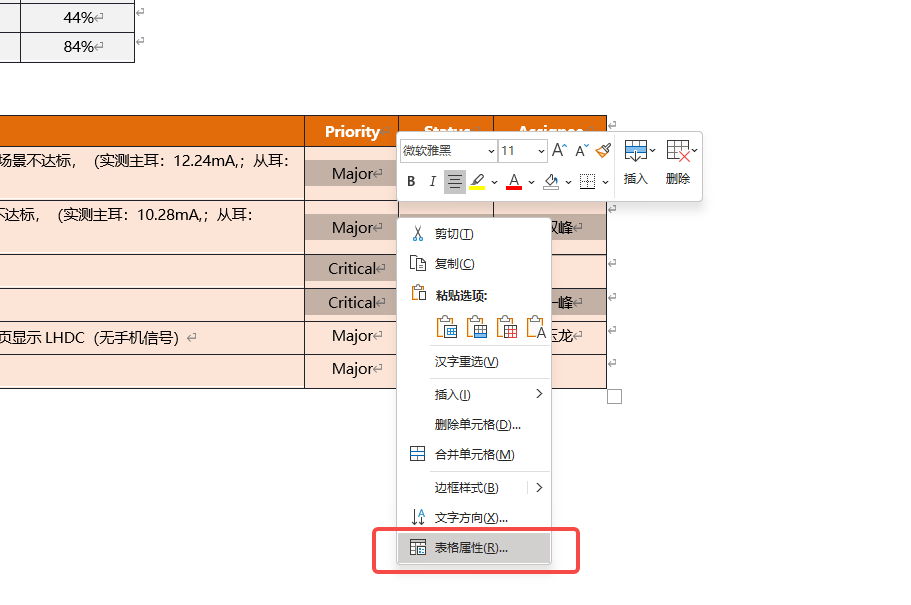 44%
84%
Priority
Status
Assignee
场景不达标，（实测主耳：12.24mA,；从耳：
Major
达标，（实测主耳：10.28mA,；从耳：
Major
峰
Critical
Critical
峰
页显示 LHDC（无手机信号）
Major
龙
Major
微软雅黑
11
A A
插入
删除
B I A
剪切(T)
复制(C)
粘贴选项:
A
汉字重选(V)
插入(I)
删除单元格(D)...
合并单元格(M)
边框样式(B)
文字方向(X)...
表格属性(R)...